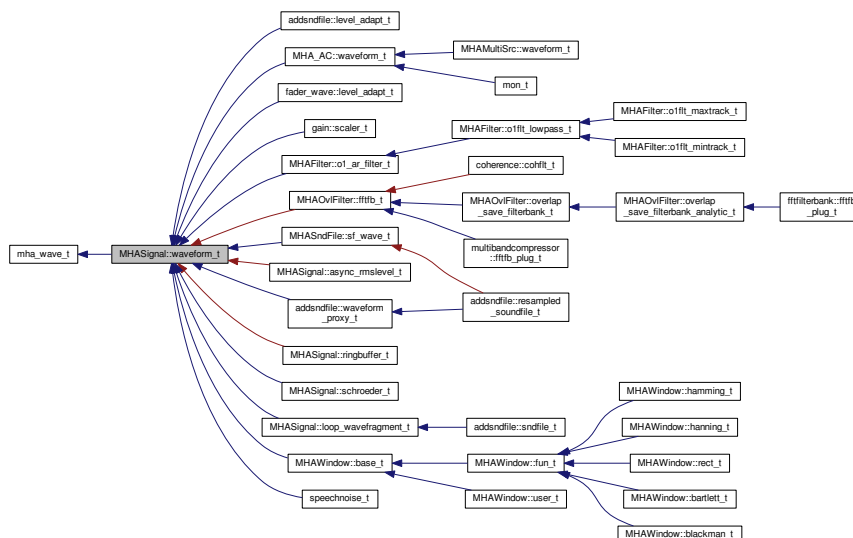 addsndfile::level_adapt_t
MHA_AC::waveform_t
MHAMultiSrc::waveform_t
mon_t
fader_wave::level_adapt_t
gain::scaler_t
MHAFilter::o1flt_lowpass_t
MHAFilter::o1flt_maxtrack_t
MHAFilter::o1flt_mintrack_t
MHAFilter::o1_ar_filter_t
coherence::cohflt_t
MHAOvlFilter::fftfb_t
MHAOvlFilter::overlap
_save_filterbank_t
MHAOvlFilter::overlap
_save_filterbank_analytic_t
fftfilterbank::fftfb
_plug_t
MHASndFile::sf_wave_t
multibandcompressor
::fftfb_plug_t
mha_wave_t
MHASignal::waveform_t
MHASignal::async_rmslevel_t
addsndfile::waveform
_proxy_t
addsndfile::resampled
_soundfile_t
MHASignal::ringbuffer_t
MHASignal::schroeder_t
MHASignal::loop_wavefragment_t
addsndfile::sndfile_t
MHAWindow::hamming_t
MHAWindow::hanning_t
MHAWindow::base_t
MHAWindow::fun_t
MHAWindow::rect_t
speechnoise_t
MHAWindow::user_t
MHAWindow::bartlett_t
MHAWindow::blackman_t